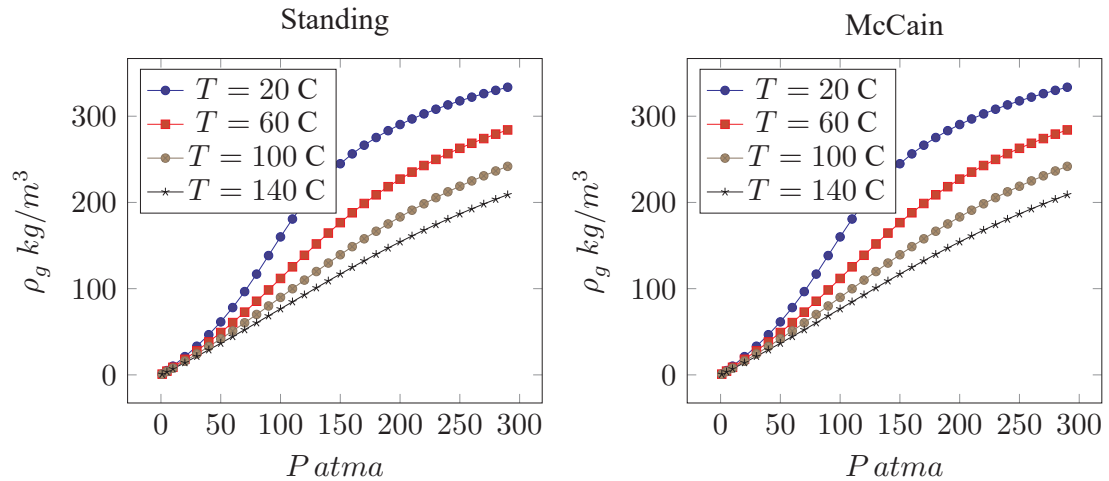 Standing
T = 20 C
T = 60 C
T = 100 C
T = 140 C
300
200
100
0
ρg kg/m³
0 50 100 150 200 250 300
P atma
McCain
T = 20 C
T = 60 C
T = 100 C
T = 140 C
300
200
100
0
ρg kg/m³
0 50 100 150 200 250 300
P atma